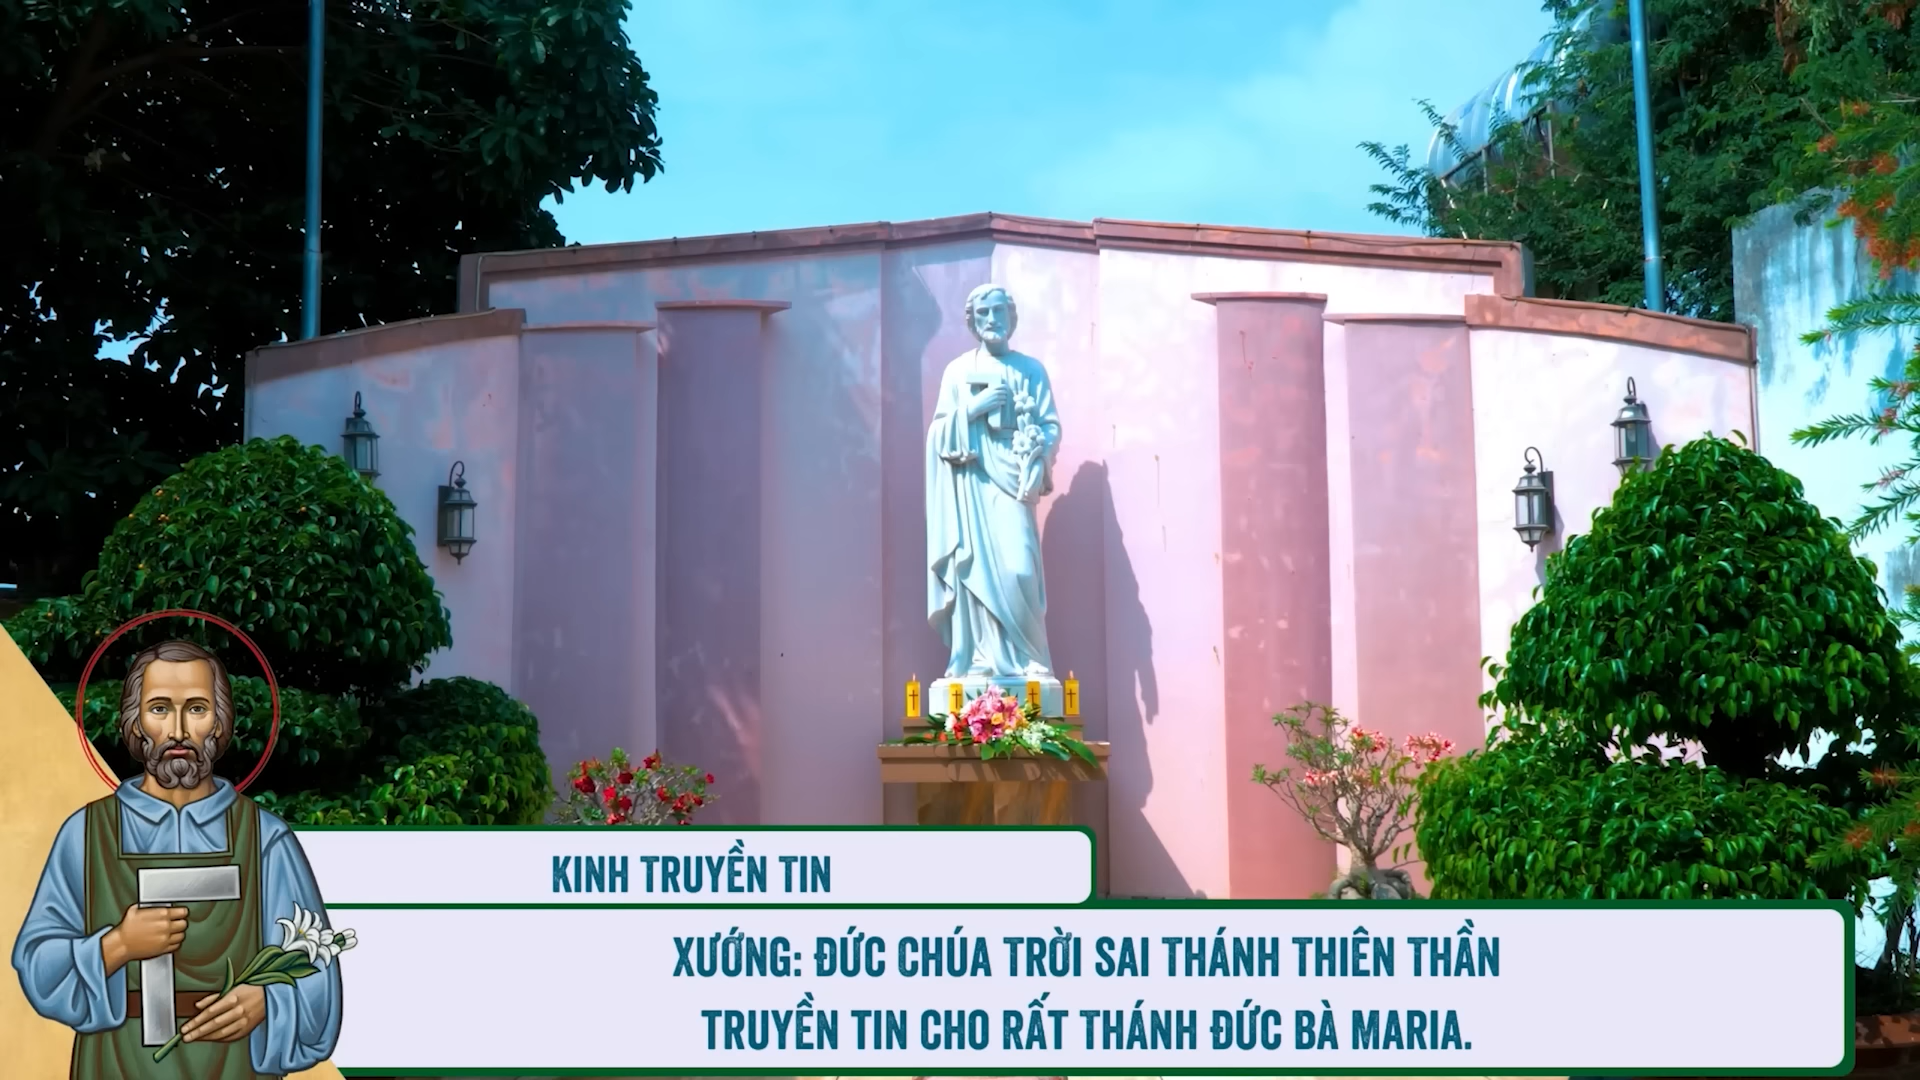 KINH TRUYỀN TIN
XƯỚNG: ĐỨC CHÚA TRỜI SAI THÁNH THIÊN THẦN
TRUYỀN TIN CHO RẤT THÁNH ĐỨC BÀ MARIA.